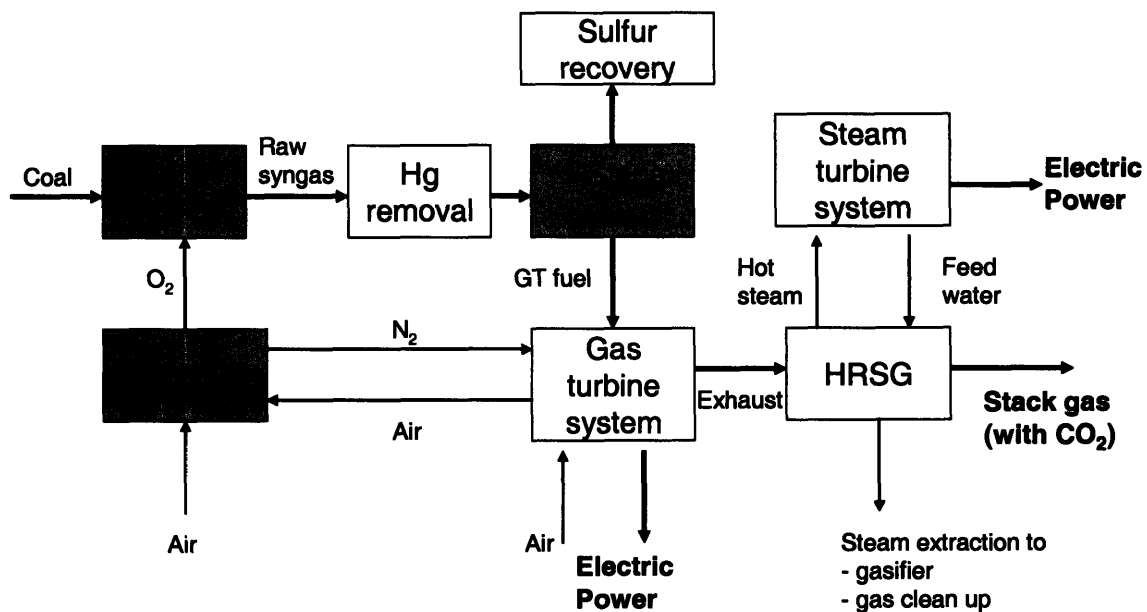 Sulfur
recovery
Steam
turbine
system
Electric
Power
Coal
Raw
syngas
Hg
removal
O₂
GT fuel
Hot
steam
Feed
water
N₂
Air
Gas
turbine
system
Exhaust
HRSG
Stack gas
(with CO₂)
Air
Air
Electric
Power
Steam extraction to
- gasifier
- gas clean up